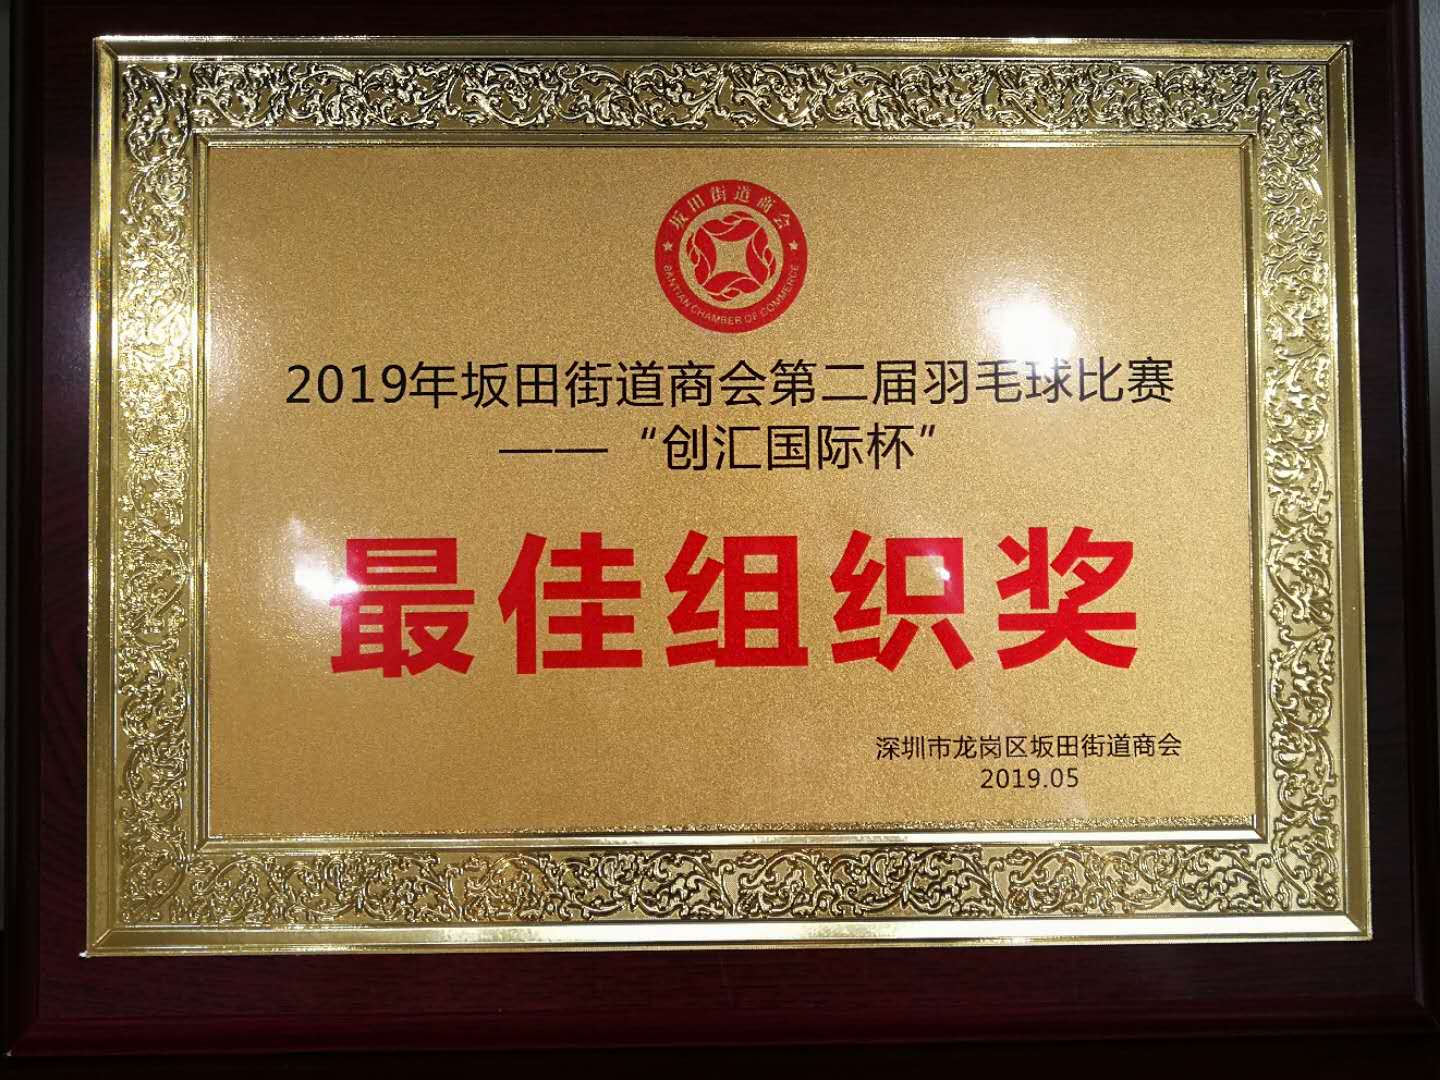 坂田街道商会
BANTIAN CHAMBER OF COMMERCE
2019年坂田街道商会第二届羽毛球比赛
——“创汇国际杯”
最佳组织奖
深圳市龙岗区坂田街道商会
2019.05